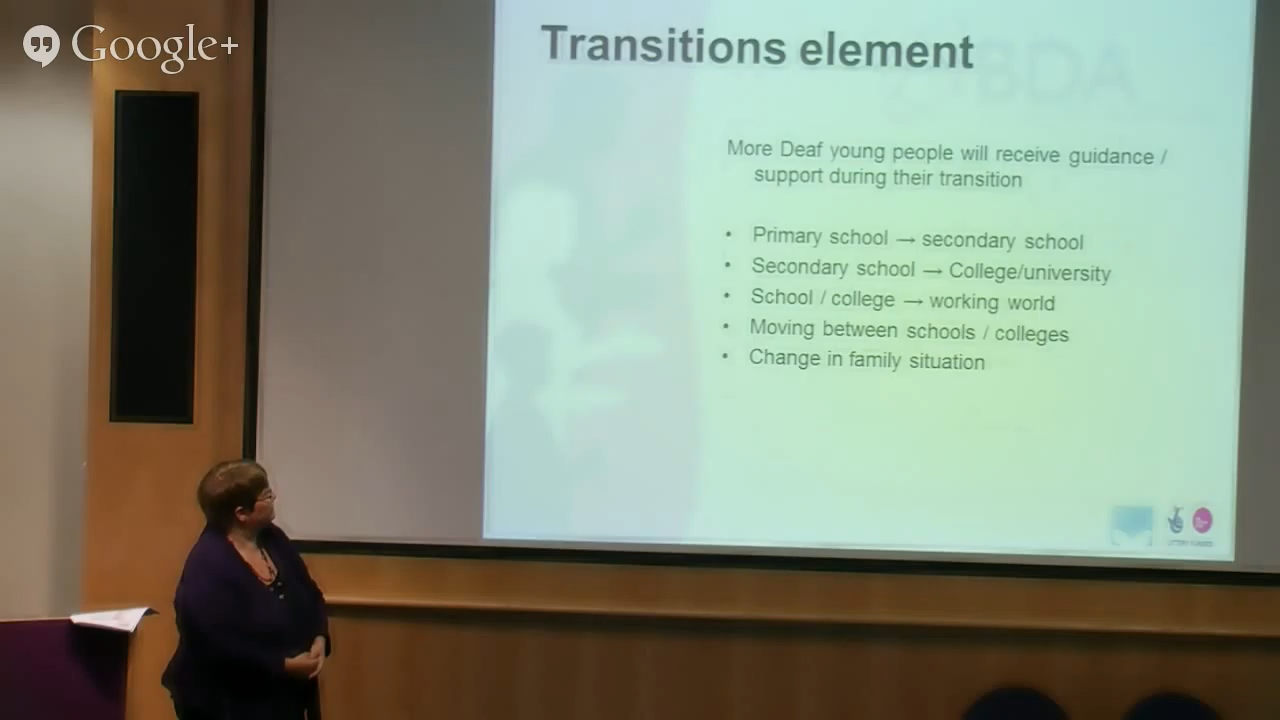 Google+
Transitions element
BDA
More Deaf young people will receive guidance /
support during their transition
• Primary school → secondary school
• Secondary school → College/university
• School / college → working world
• Moving between schools / colleges
• Change in family situation